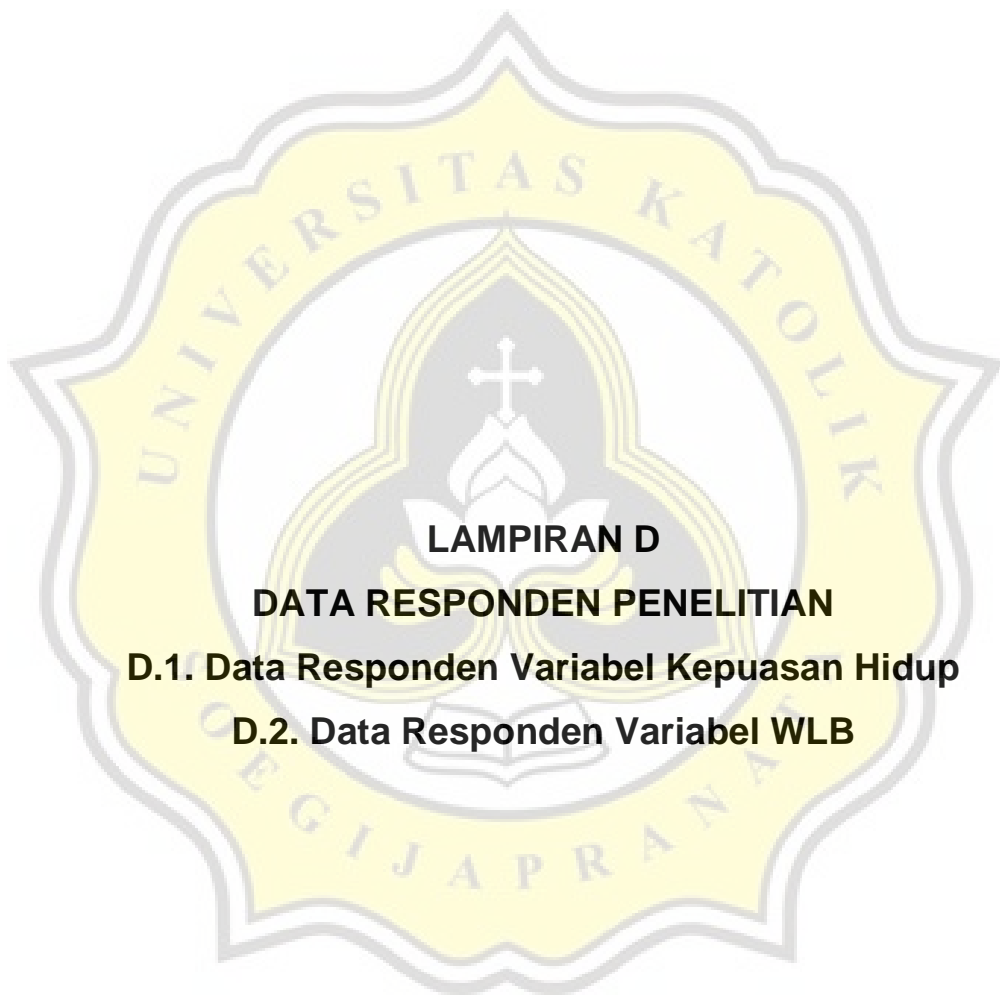 UNIVERSITAS KATOLIK
LAMPIRAN D
DATA RESPONDEN PENELITIAN
D.1. Data Responden Variabel Kepuasan Hidup
D.2. Data Responden Variabel WLB
SOEGIJAPRANATA